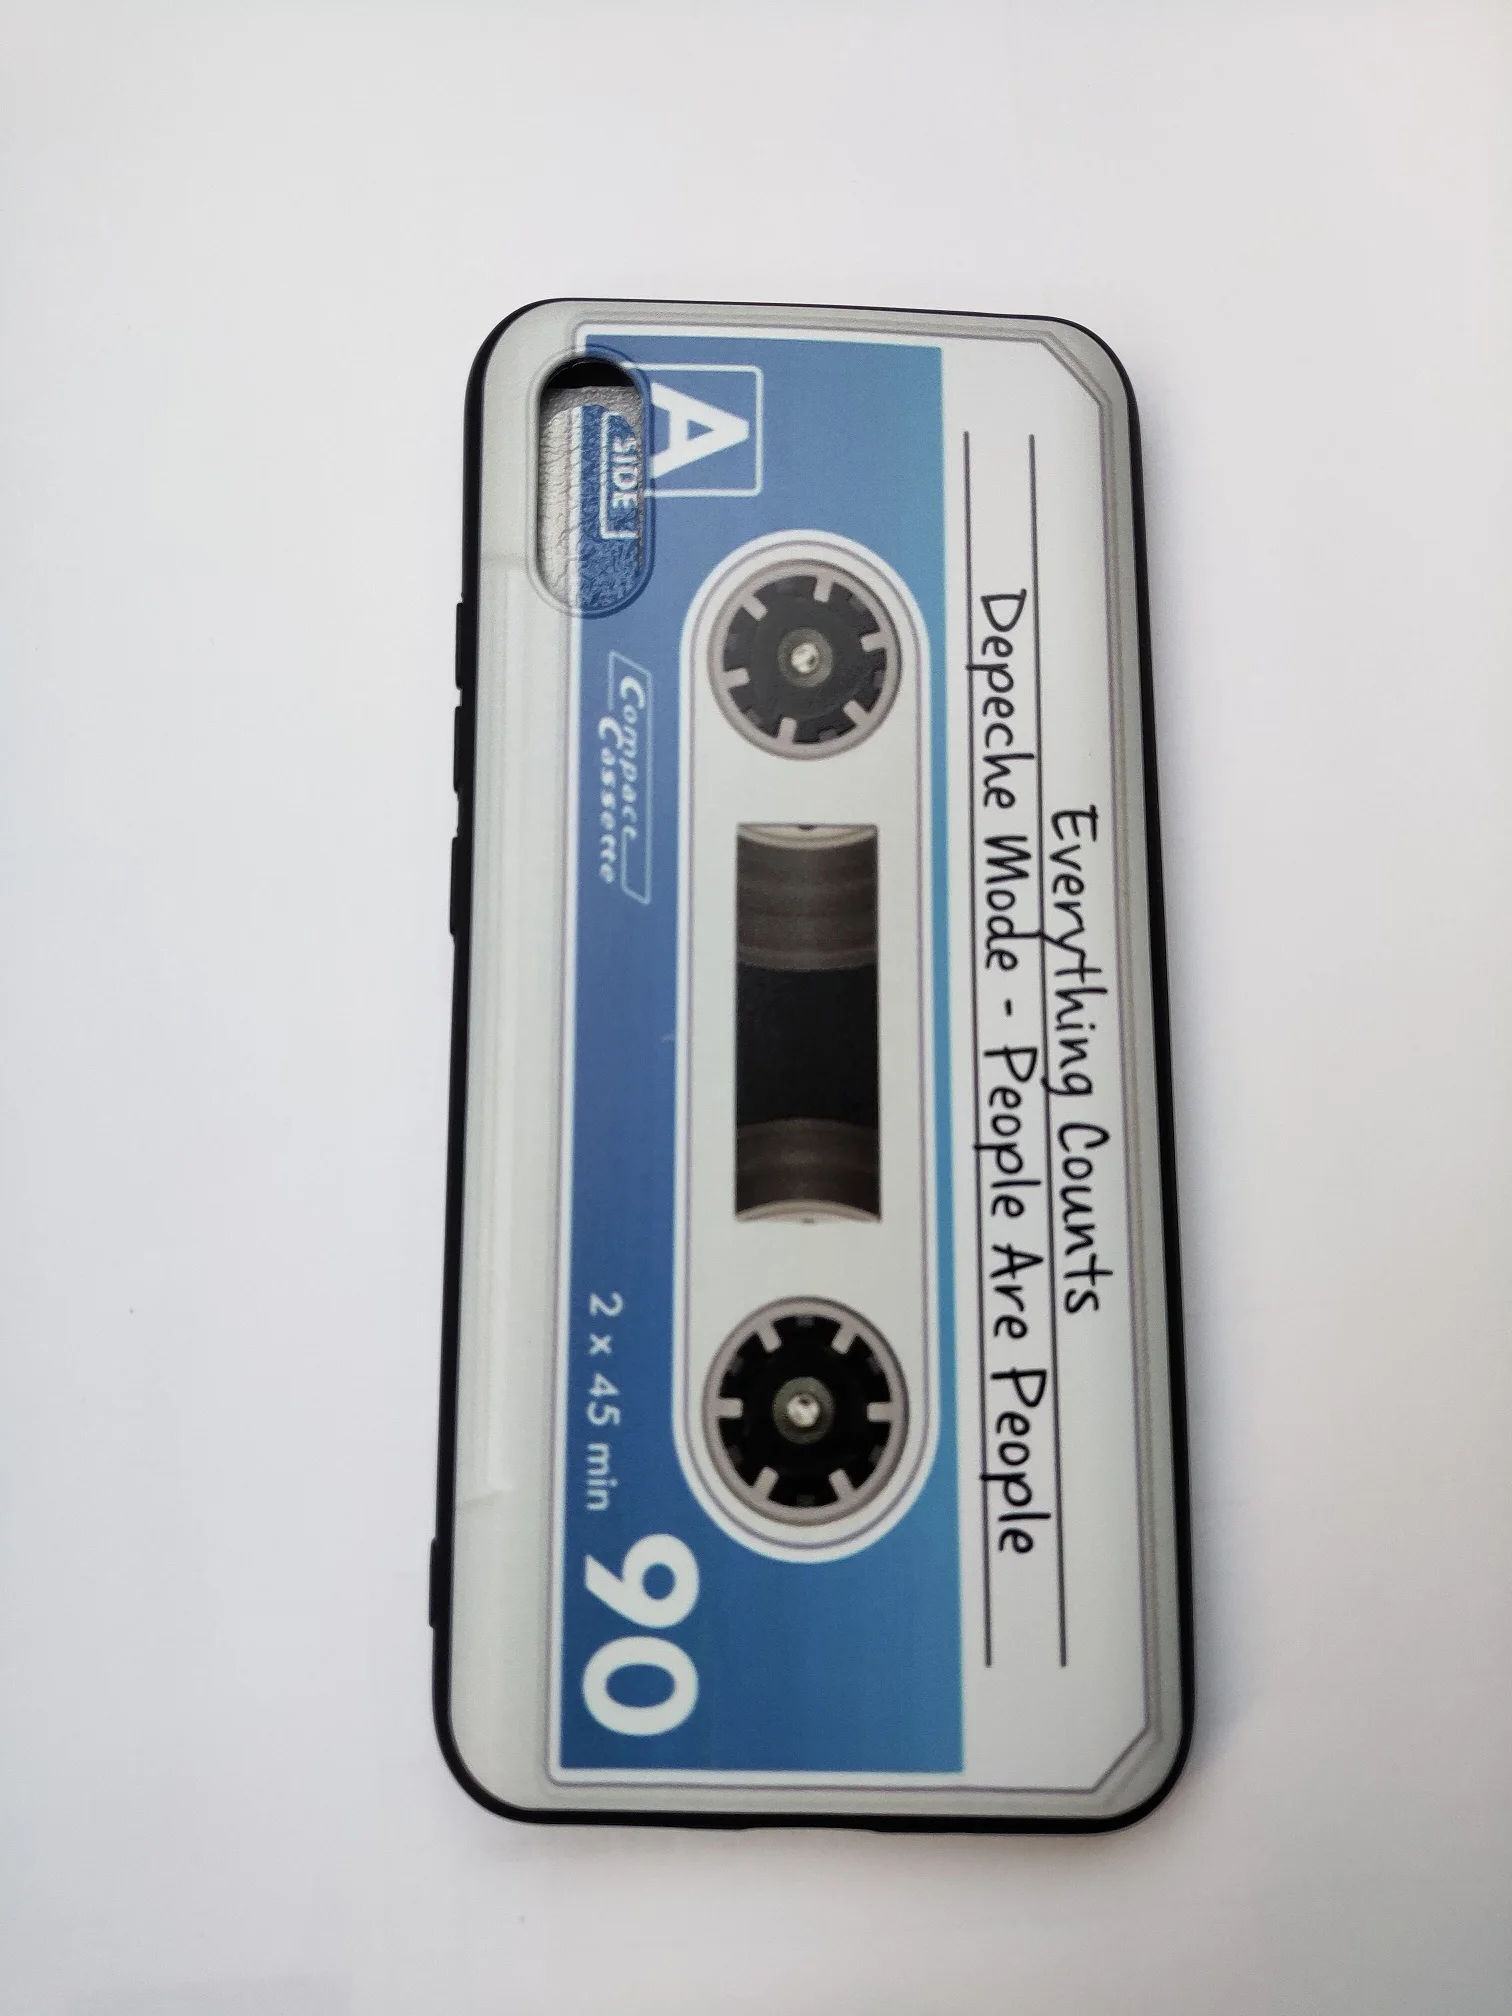 Everything Counts
Depeche Mode - People Are People
A
SIDE
Compact
Cassette
2 x 45 min
90